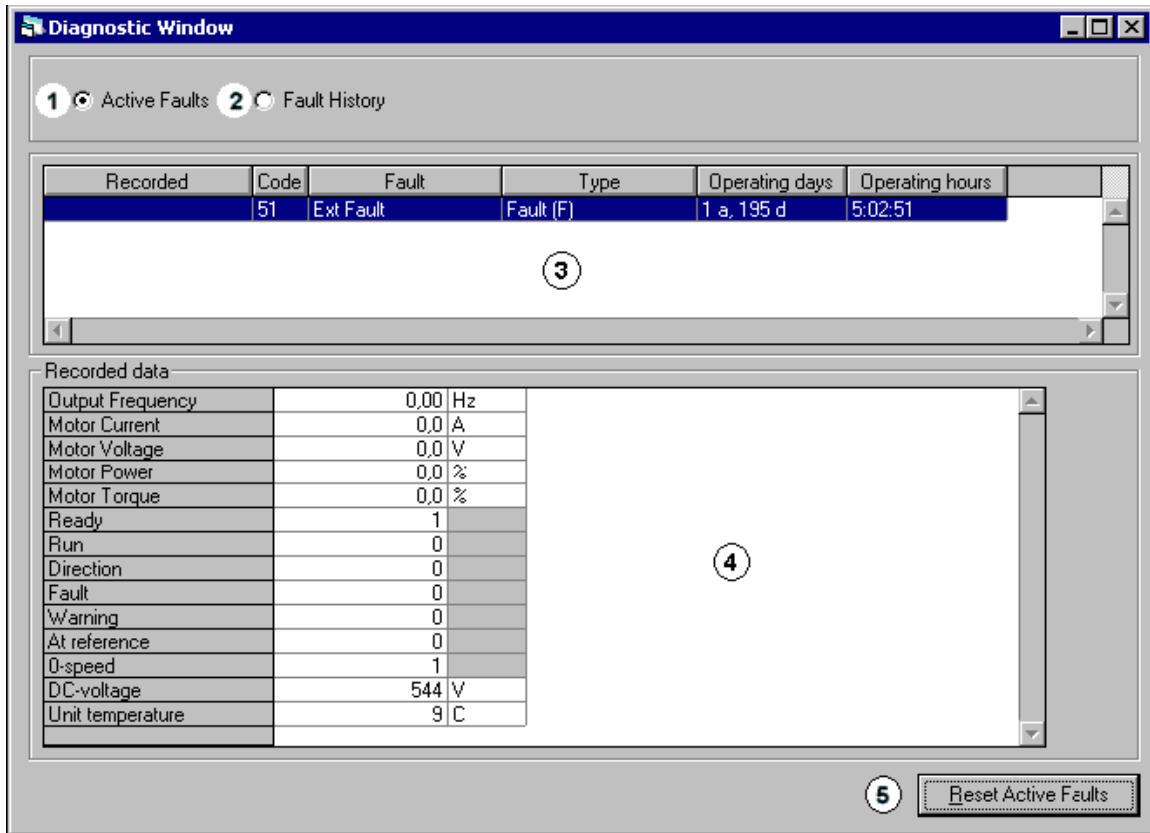 Diagnostic Window
1 Active Faults 2 Fault History
Recorded Code Fault Type Operating days Operating hours
51 Ext Fault Fault (F) 1 a, 195 d 5:02:51
3
Recorded data
Output Frequency 0,00 Hz
Motor Current 0,0 A
Motor Voltage 0,0 V
Motor Power 0,0 %
Motor Torque 0,0 %
Ready 1
Run 0
Direction 0
Fault 0
Warning 0
At reference 0
0-speed 1
DC-voltage 544 V
Unit temperature 9 C
4
5 Reset Active Faults